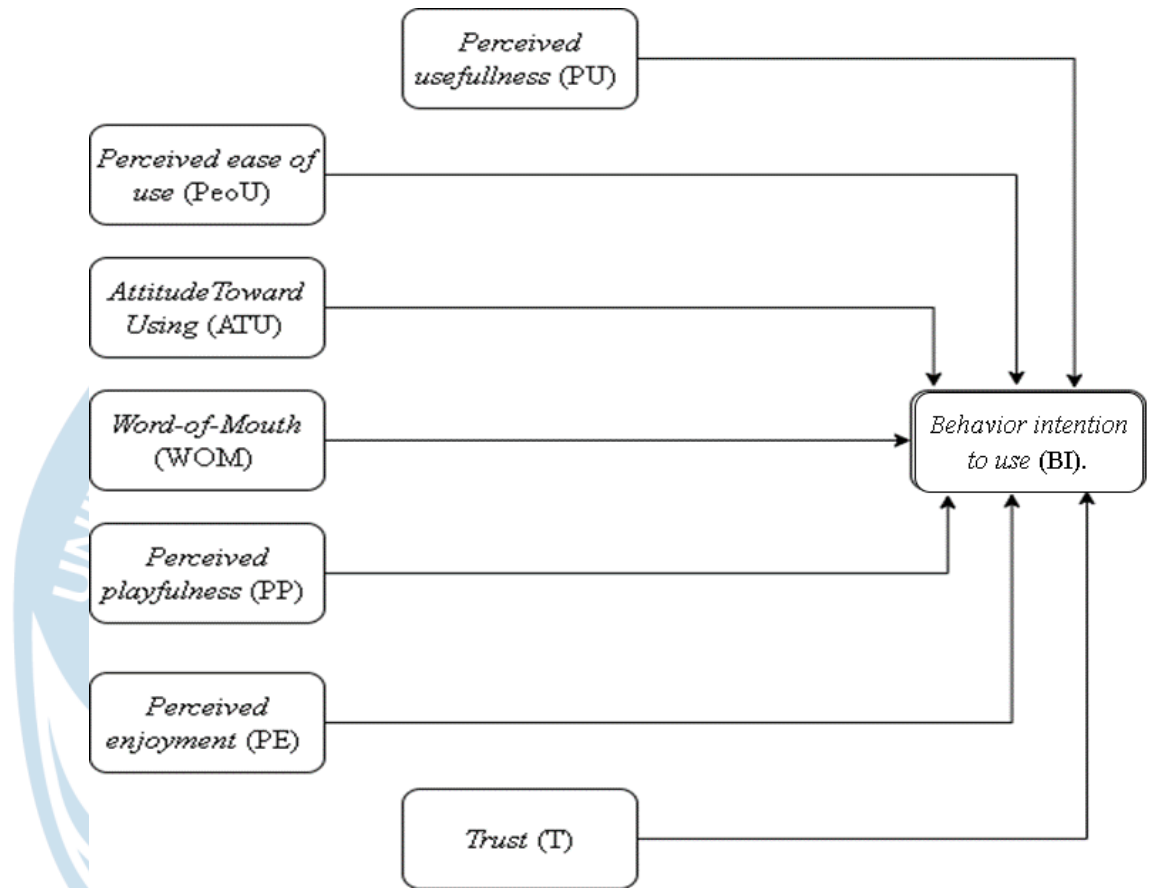 Perceived
usefullness (PU)
Perceived ease of
use (PeoU)
AttitudeToward
Using (ATU)
Word-of-Mouth
(WOM)
Behavior intention
to use (BI).
Perceived
playfulness (PP)
Perceived
enjoyment (PE)
Trust (T)